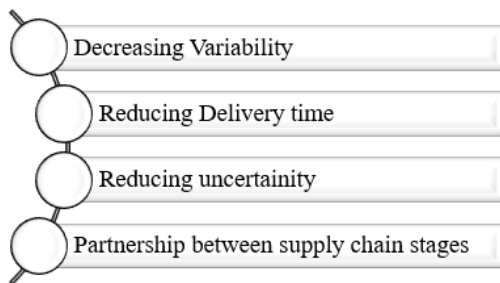 Decreasing Variability
Reducing Delivery time
Reducing uncertainity
Partnership between supply chain stages